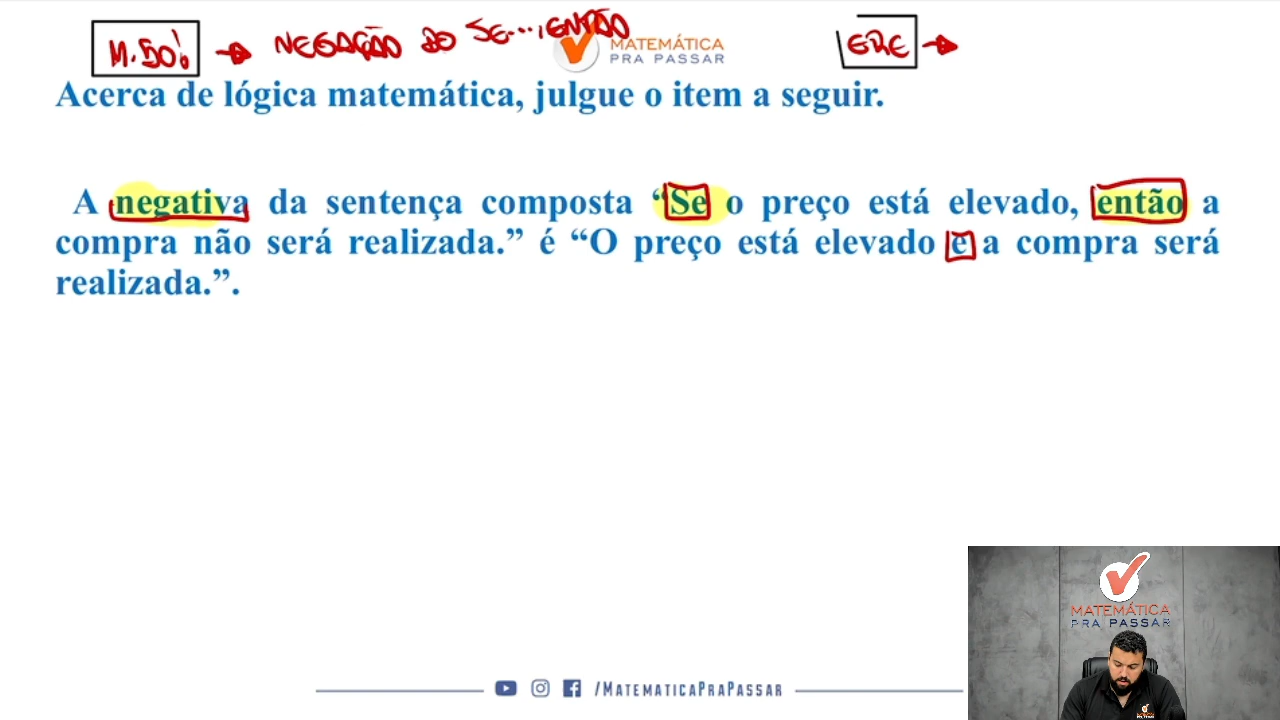 M.50! → NEGAÇÃO DO SE...,ENTÃO
MATEMÁTICA
PRA PASSAR
Acerca de lógica matemática, julgue o item a seguir.
A negativa da sentença composta “Se o preço está elevado, então a
compra não será realizada.” é “O preço está elevado e a compra será
realizada.”.
MATEMÁTICA
PRA PASSAR
/MATEMATICAPRAPASSAR